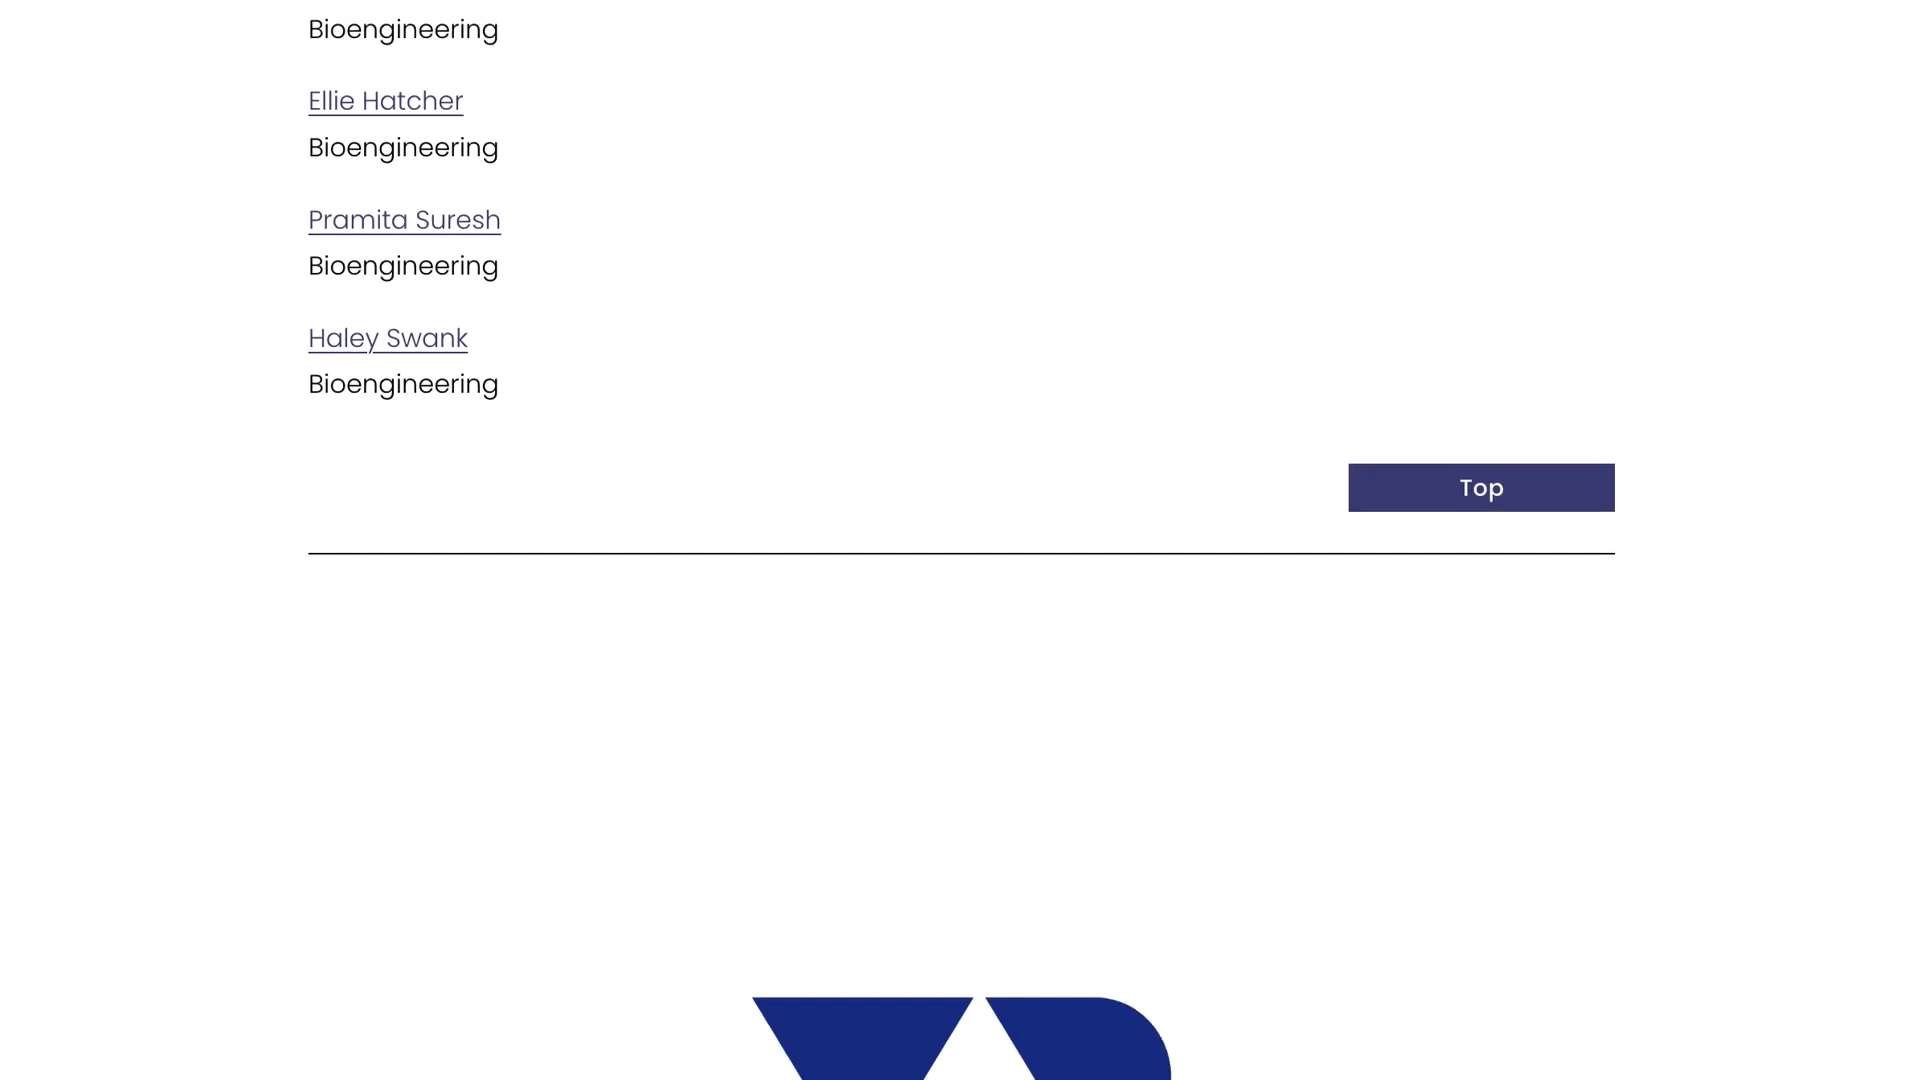 Bioengineering
Ellie Hatcher
Bioengineering
Pramita Suresh
Bioengineering
Haley Swank
Bioengineering
Top